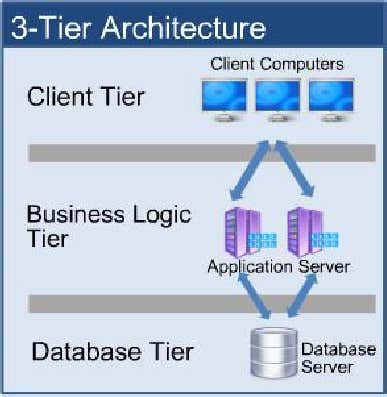 3-Tier Architecture
Client Computers
Client Tier
Business Logic
Tier
Application Server
Database Tier
Database
Server